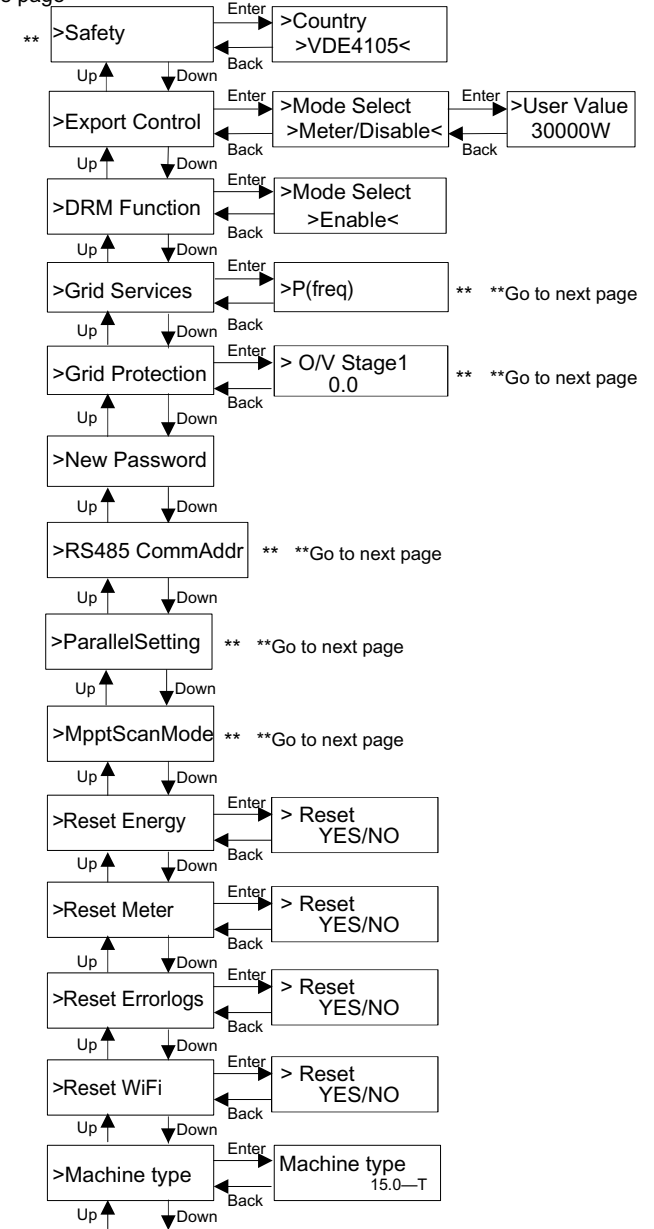 page
** >Safety Enter >Country
>VDE4105<
Back
Up Down
>Export Control Enter >Mode Select Enter >User Value
>Meter/Disable< 30000W
Back Back
Up Down
>DRM Function Enter >Mode Select
>Enable<
Back
Up Down
>Grid Services Enter >P(freq) ** **Go to next page
Back
Up Down
>Grid Protection Enter > O/V Stage1 ** **Go to next page
0.0
Back
Up Down
>New Password
Up Down
>RS485 CommAddr ** **Go to next page
Up Down
>ParallelSetting ** **Go to next page
Up Down
>MpptScanMode ** **Go to next page
Up Down
>Reset Energy Enter > Reset
YES/NO
Back
Up Down
>Reset Meter Enter > Reset
YES/NO
Back
Up Down
>Reset Errorlogs Enter > Reset
YES/NO
Back
Up Down
>Reset WiFi Enter > Reset
YES/NO
Back
Up Down
>Machine type Enter Machine type
15.0—T
Back
Up Down